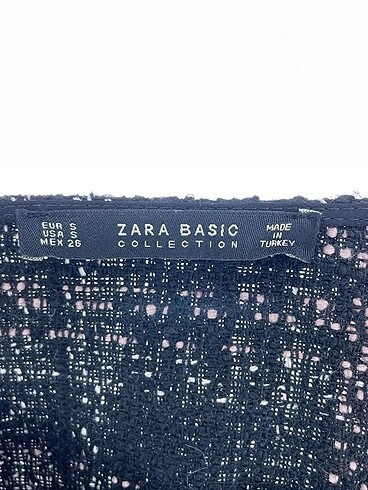 EUR S
USA S
MEX 26
ZARA BASIC
COLLECTION
MADE
IN
TURKEY